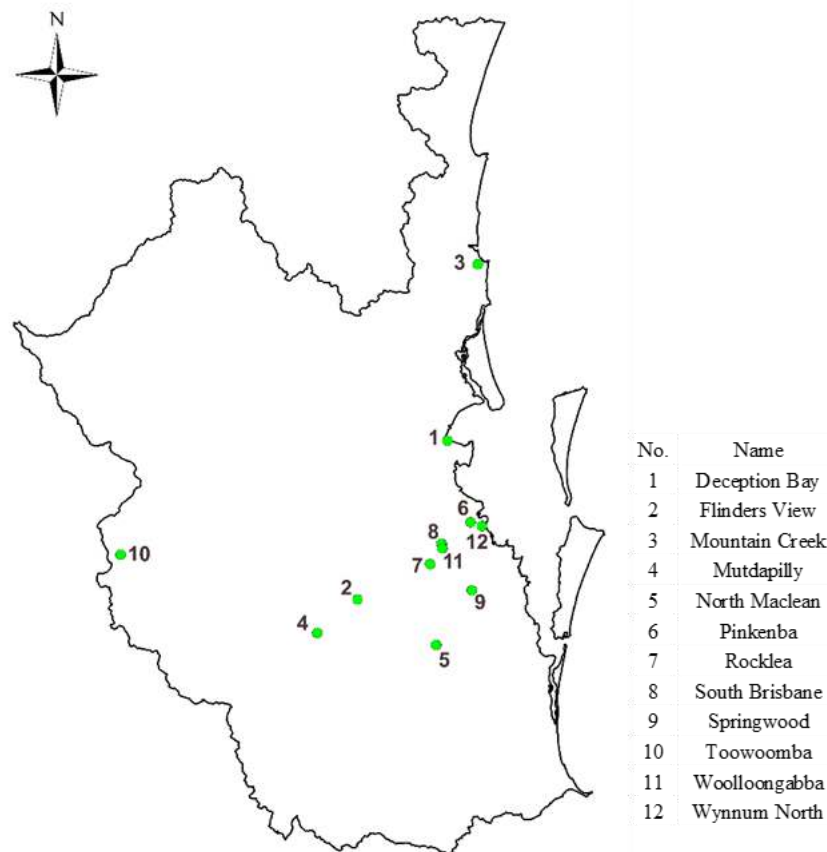 N
3
1
6
12
8
11
10
7
2
9
4
5
No. Name
1 Deception Bay
2 Flinders View
3 Mountain Creek
4 Mutdapilly
5 North Maclean
6 Pinkenba
7 Rocklea
8 South Brisbane
9 Springwood
10 Toowoomba
11 Woolloongabba
12 Wynnum North